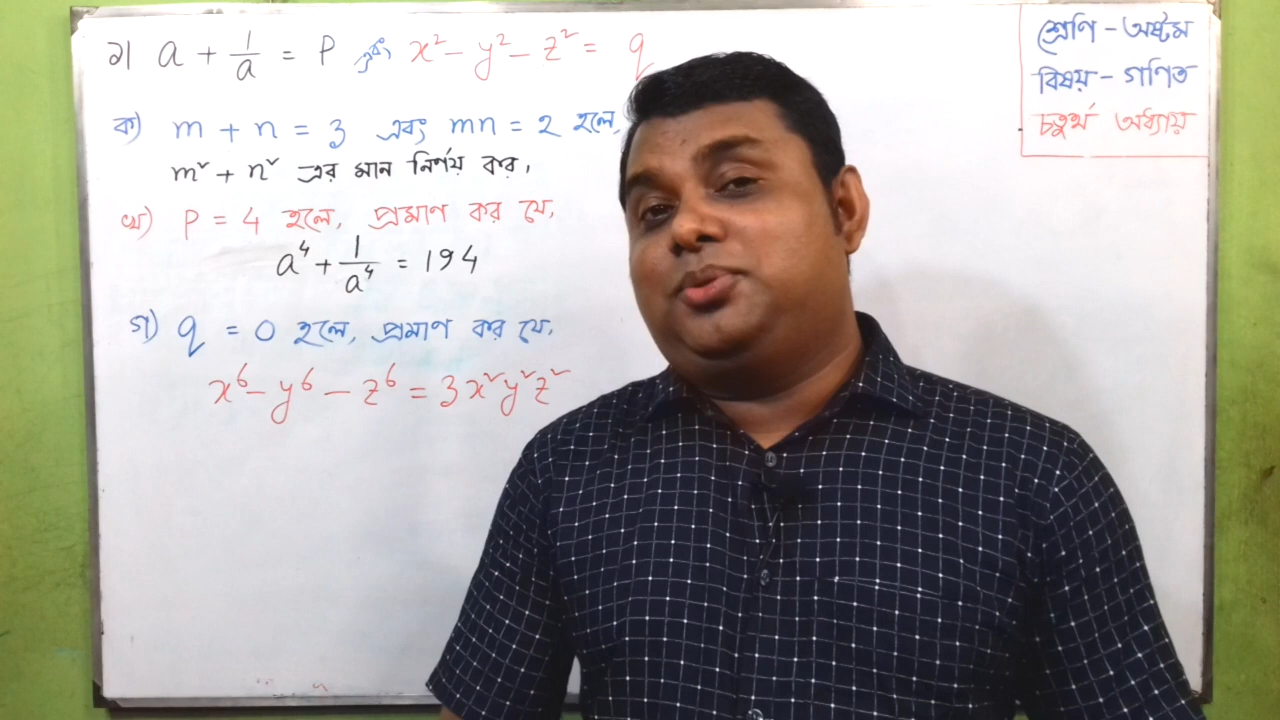 ১। a + 1/a = P এবং x² - y² - z² = q
ক) m + n = 3 এবং mn = 2 হলে,
m² + n² এর মান নির্ণয় কর।
খ) P = 4 হলে, প্রমাণ কর যে,
a⁴ + 1/a⁴ = 194
গ) q = 0 হলে, প্রমাণ কর যে,
x⁶ - y⁶ - z⁶ = 3x²y²z²
শ্রেণি - অষ্টম
বিষয় - গণিত
চতুর্থ অধ্যায়